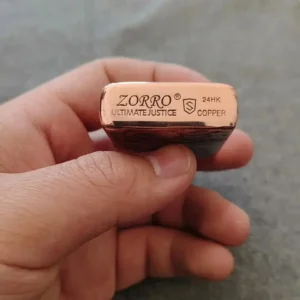 ZORRO® S 24HK
ULTIMATE JUSTICE COPPER